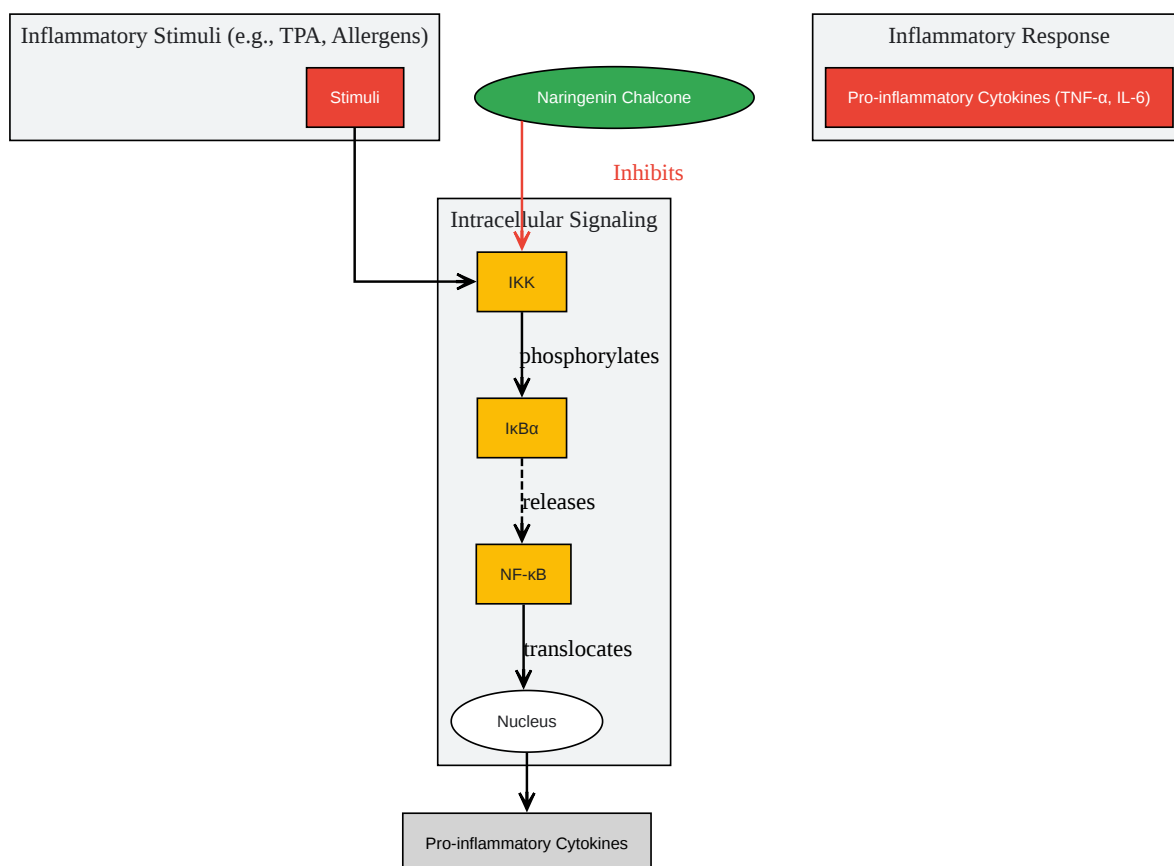 Inflammatory Stimuli (e.g., TPA, Allergens)
Stimuli
Naringenin Chalcone
Inflammatory Response
Pro-inflammatory Cytokines (TNF-α, IL-6)
Inhibits
Intracellular Signaling
IKK
phosphorylates
IκBα
releases
NF-κB
translocates
Nucleus
Pro-inflammatory Cytokines